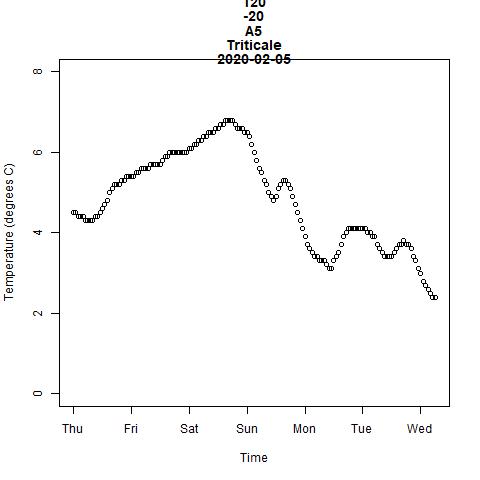 120
-20
A5
Triticale
2020-02-05
8
6
4
2
0
Temperature (degrees C)
Thu Fri Sat Sun Mon Tue Wed
Time